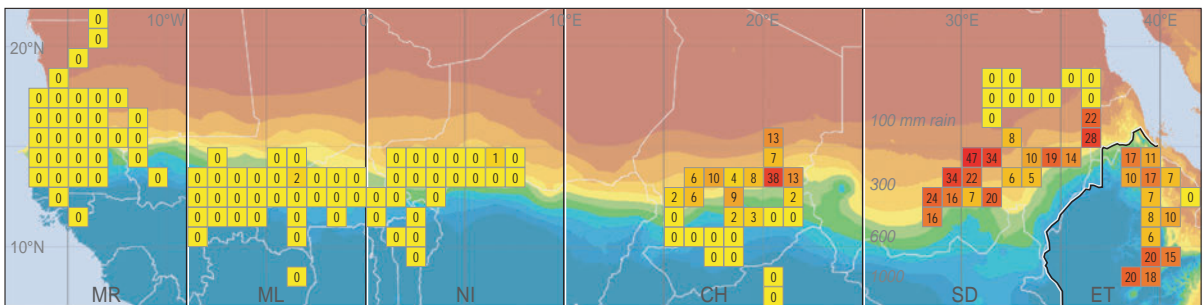 0 10°W 0° 10°E 20°E 30°E 40°E
0
20°N
0
0 0 0 0 0
0 0 0 0 0 0 0 0 0 0
0 0 0 0 0 100 mm rain 0 22
0 0 0 0 0 0 13 8 28
0 0 0 0 0 0 0 0 0 0 0 0 0 1 0 7 47 34 10 19 14 17 11
0 0 0 0 0 0 0 0 0 0 2 0 0 0 0 0 0 0 0 0 0 6 10 4 8 38 13 34 22 6 5 10 17 7
300
0 0 0 0 0 0 0 0 0 0 0 0 0 0 2 6 9 2 24 16 7 20 7 0
0 0 0 0 0 0 0 0 0 0 0 2 3 0 0 16 8 10
10°N 0 0 0 0 0 0 0 0 600 6
0 0 0 20 15
0 0 1000 20 18
MR ML NI CH 0 SD ET